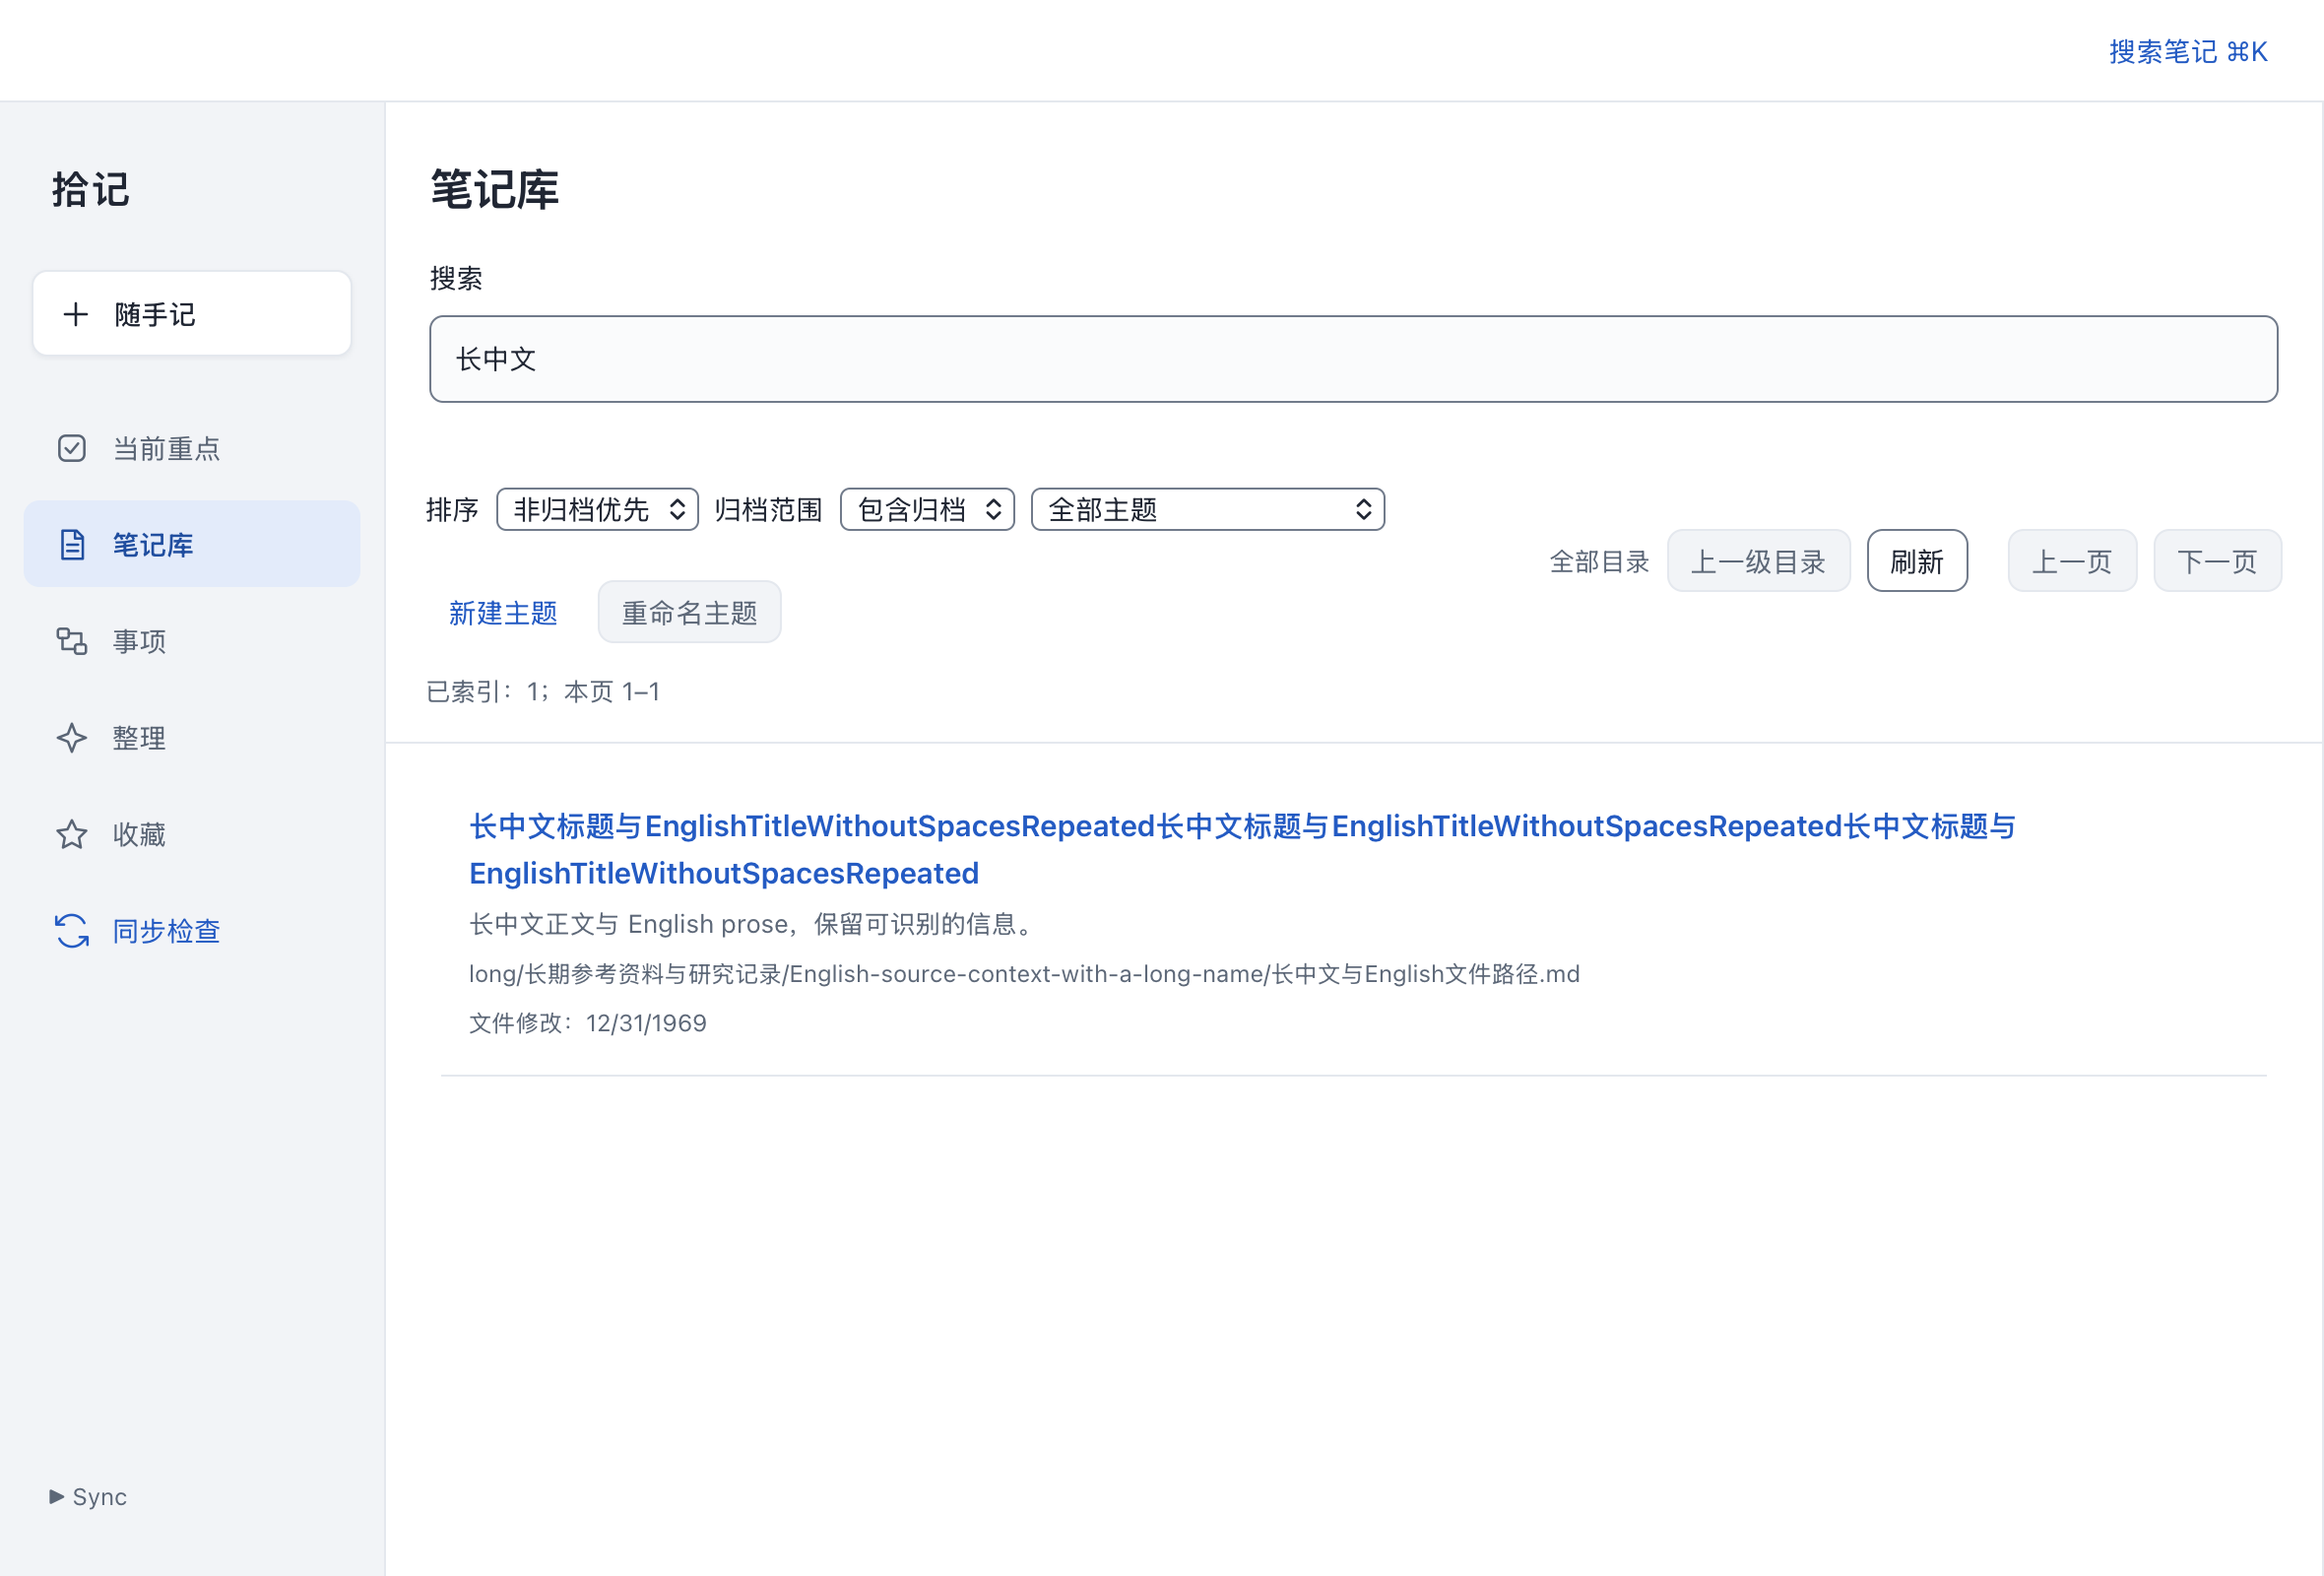 搜索笔记 ⌘K
拾记
随手记
当前重点
笔记库
事项
整理
收藏
同步检查
Sync
笔记库
搜索
长中文
排序 非归档优先 归档范围 包含归档 全部主题
全部目录 上一级目录 刷新 上一页 下一页
新建主题 重命名主题
已索引：1；本页 1–1
长中文标题与EnglishTitleWithoutSpacesRepeated长中文标题与EnglishTitleWithoutSpacesRepeated长中文标题与
EnglishTitleWithoutSpacesRepeated
长中文正文与 English prose，保留可识别的信息。
long/长期参考资料与研究记录/English-source-context-with-a-long-name/长中文与English文件路径.md
文件修改：12/31/1969